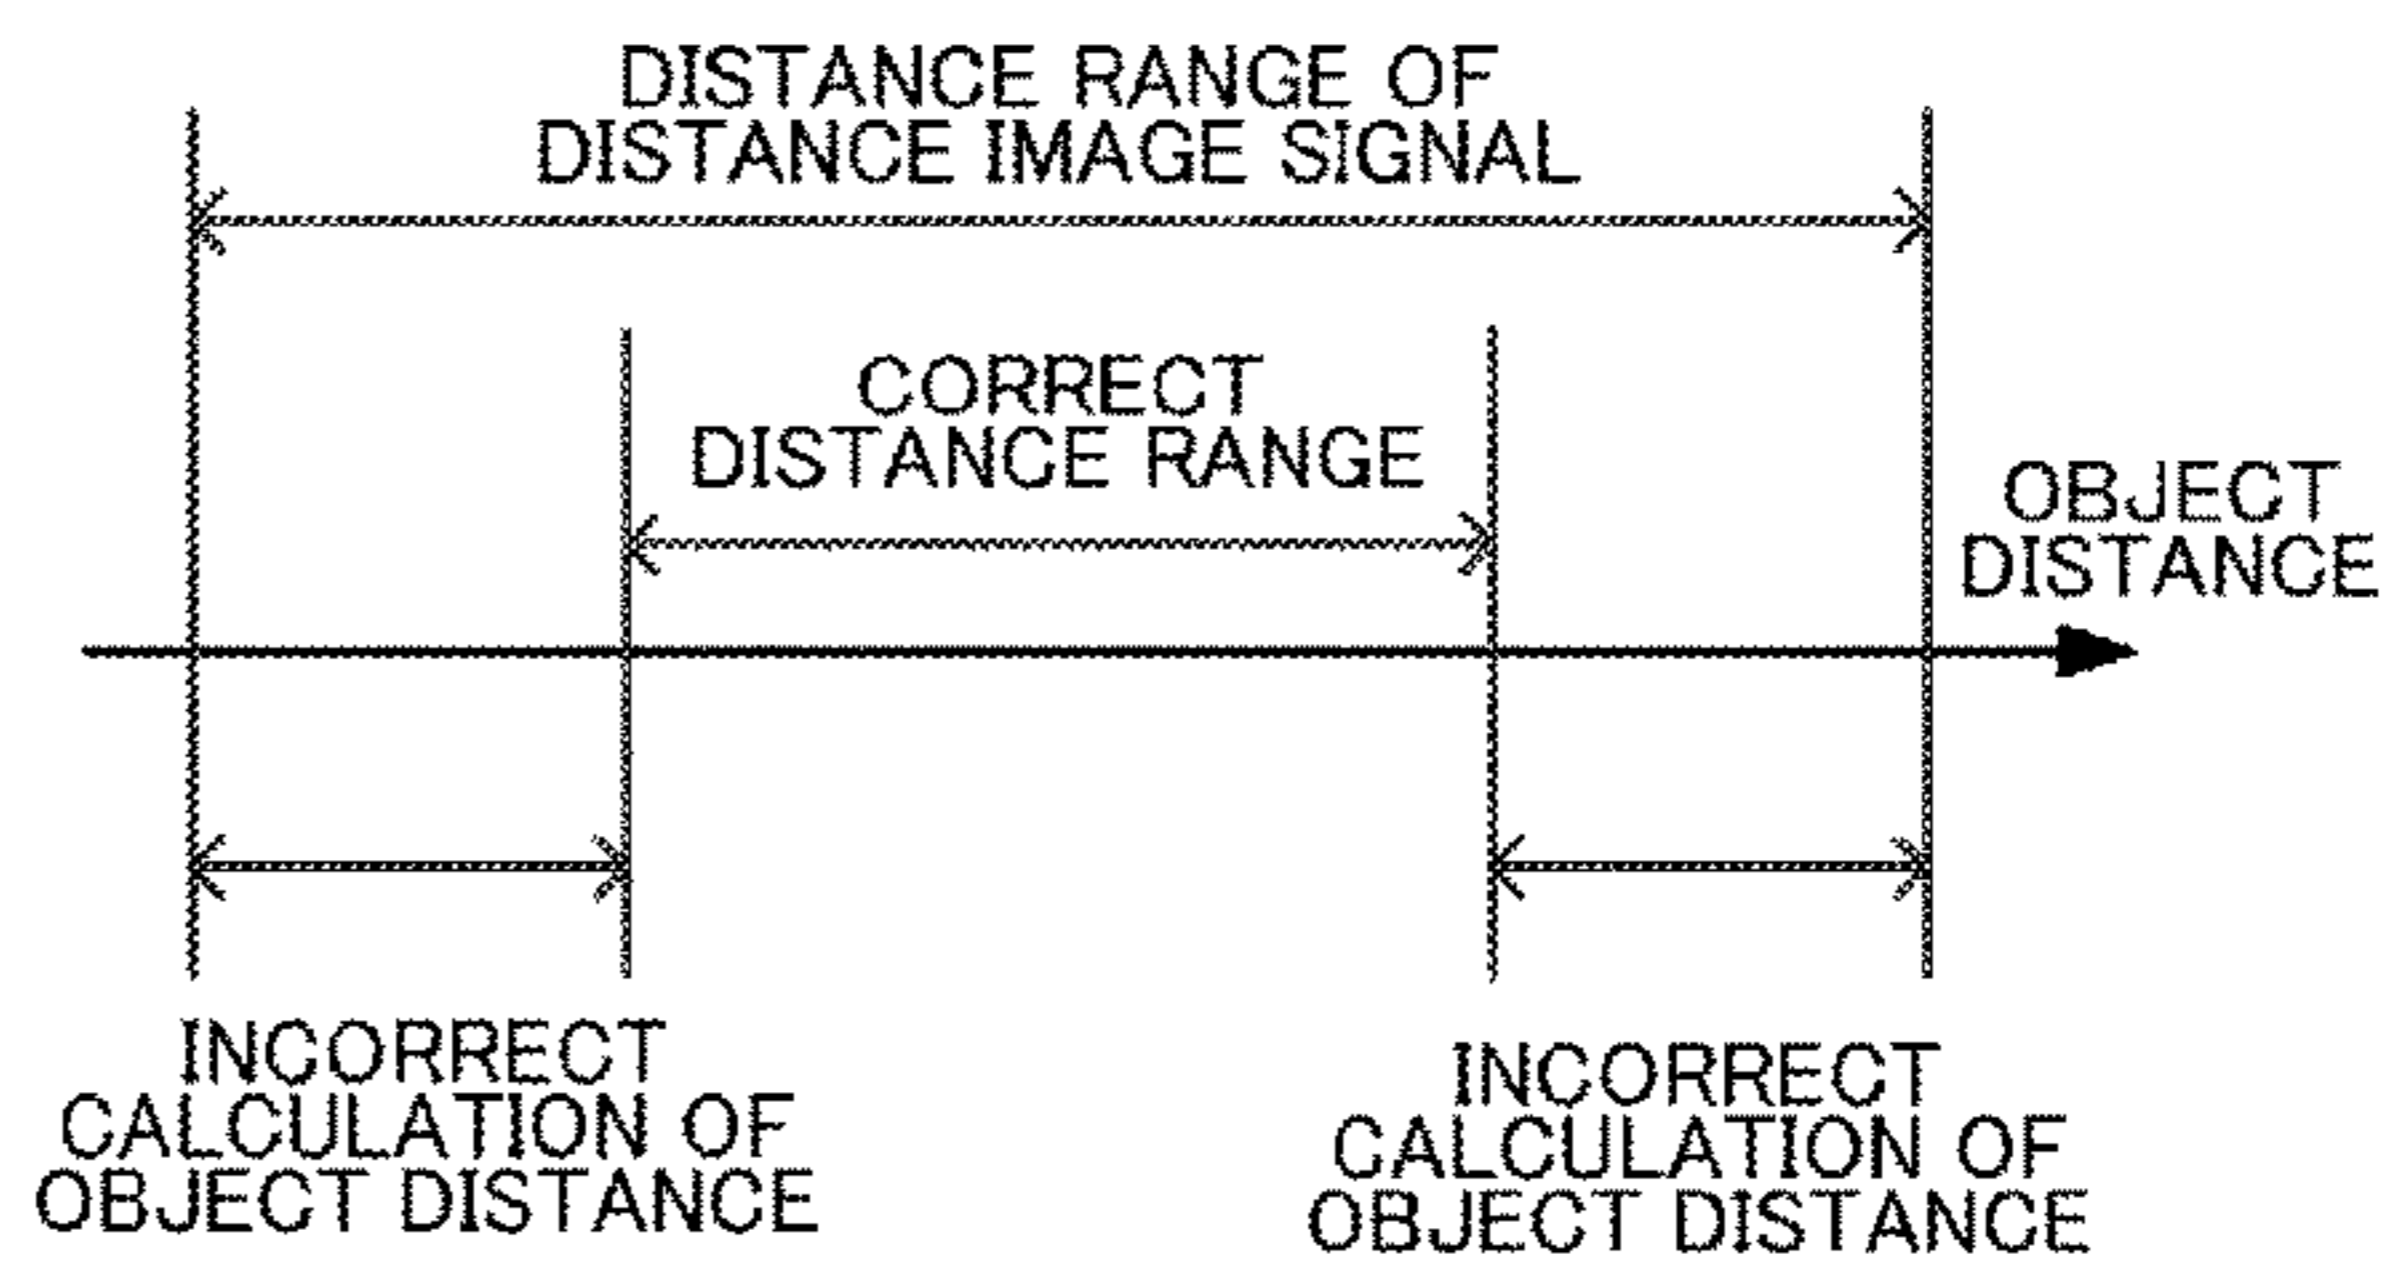 DISTANCE RANGE OF
DISTANCE IMAGE SIGNAL
CORRECT
DISTANCE RANGE
OBJECT
DISTANCE
INCORRECT
CALCULATION OF
OBJECT DISTANCE
INCORRECT
CALCULATION OF
OBJECT DISTANCE